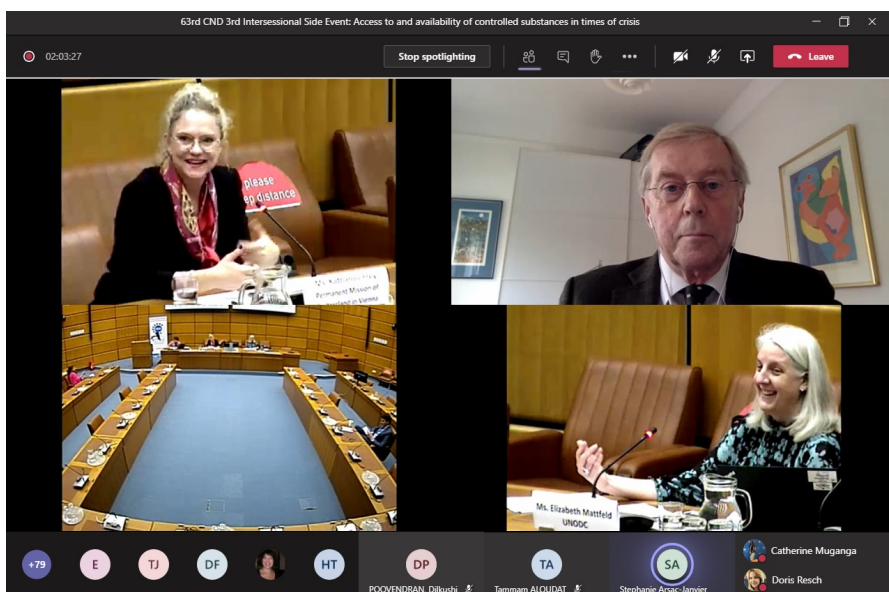 63rd CND 3rd Intersessional Side Event: Access to and availability of controlled substances in times of crisis
02:03:27
Stop spotlighting
Leave
please
ep distance
Permanent Mission of
in Vienna
Ms. Elizabeth Mattfeld
UNODC
+79
E
TJ
DF
HT
DP
POOVENDRAN, Dilkushi
TA
Tammam ALOUDAT
SA
Stephanie Arsac-Janvier
Catherine Muganga
Doris Resch